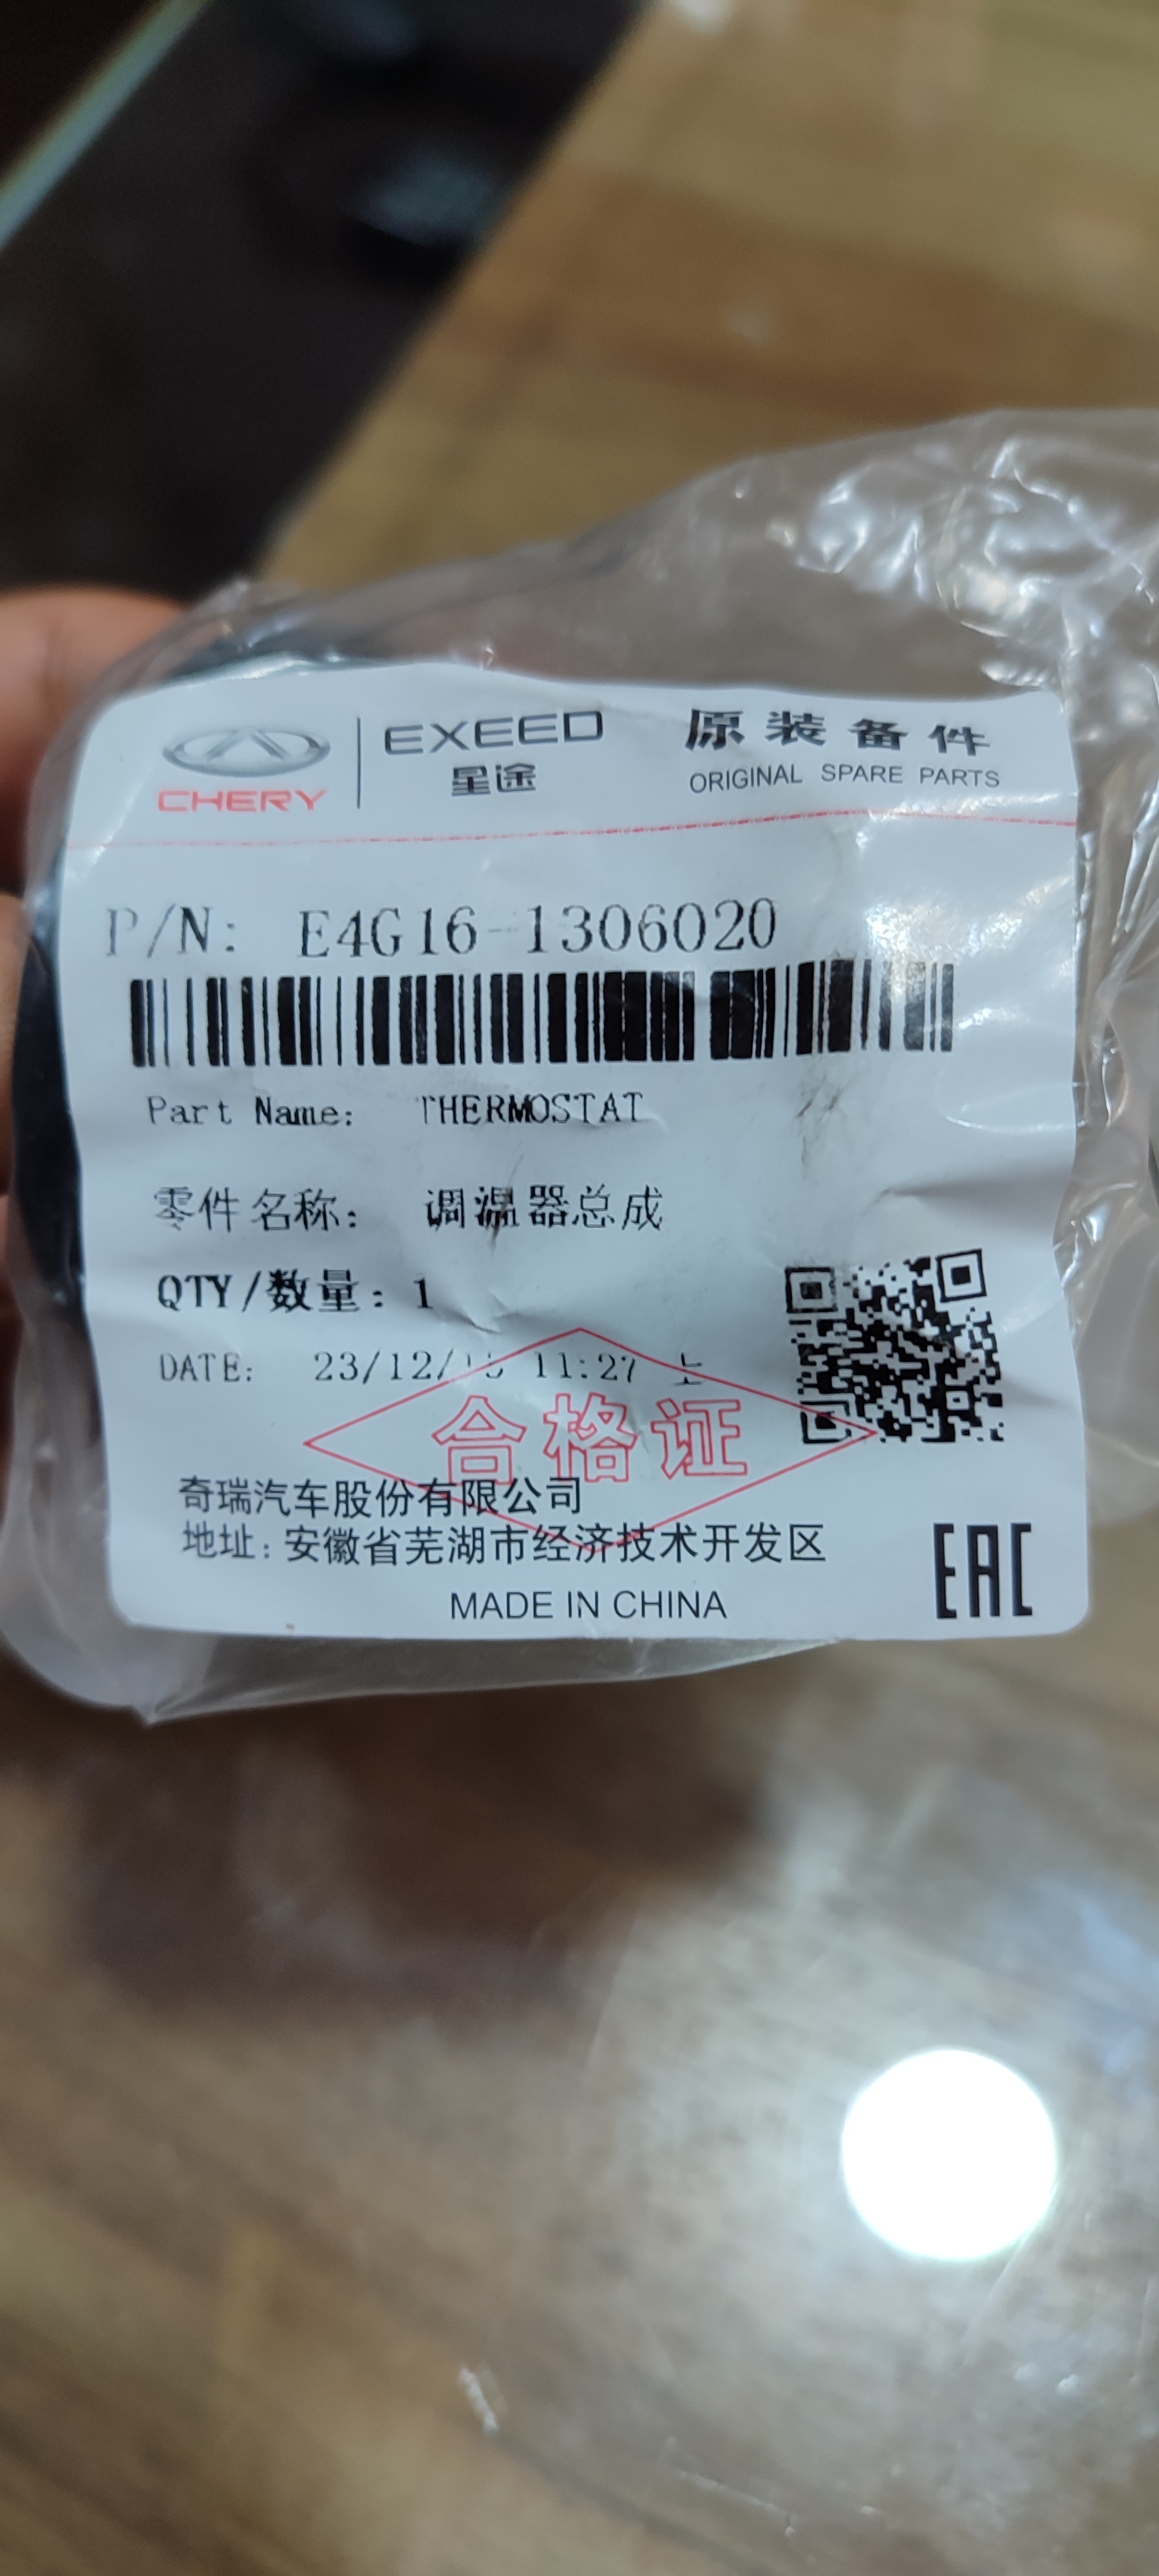 CHERY
EXEED
星途
原装备件
ORIGINAL SPARE PARTS
P/N: E4G16-1306020
Part Name: THERMOSTAT
零件名称: 调温器总成
QTY/数量: 1
DATE: 23/12/ 11:27
合格证
奇瑞汽车股份有限公司
地址:安徽省芜湖市经济技术开发区
MADE IN CHINA
EAC